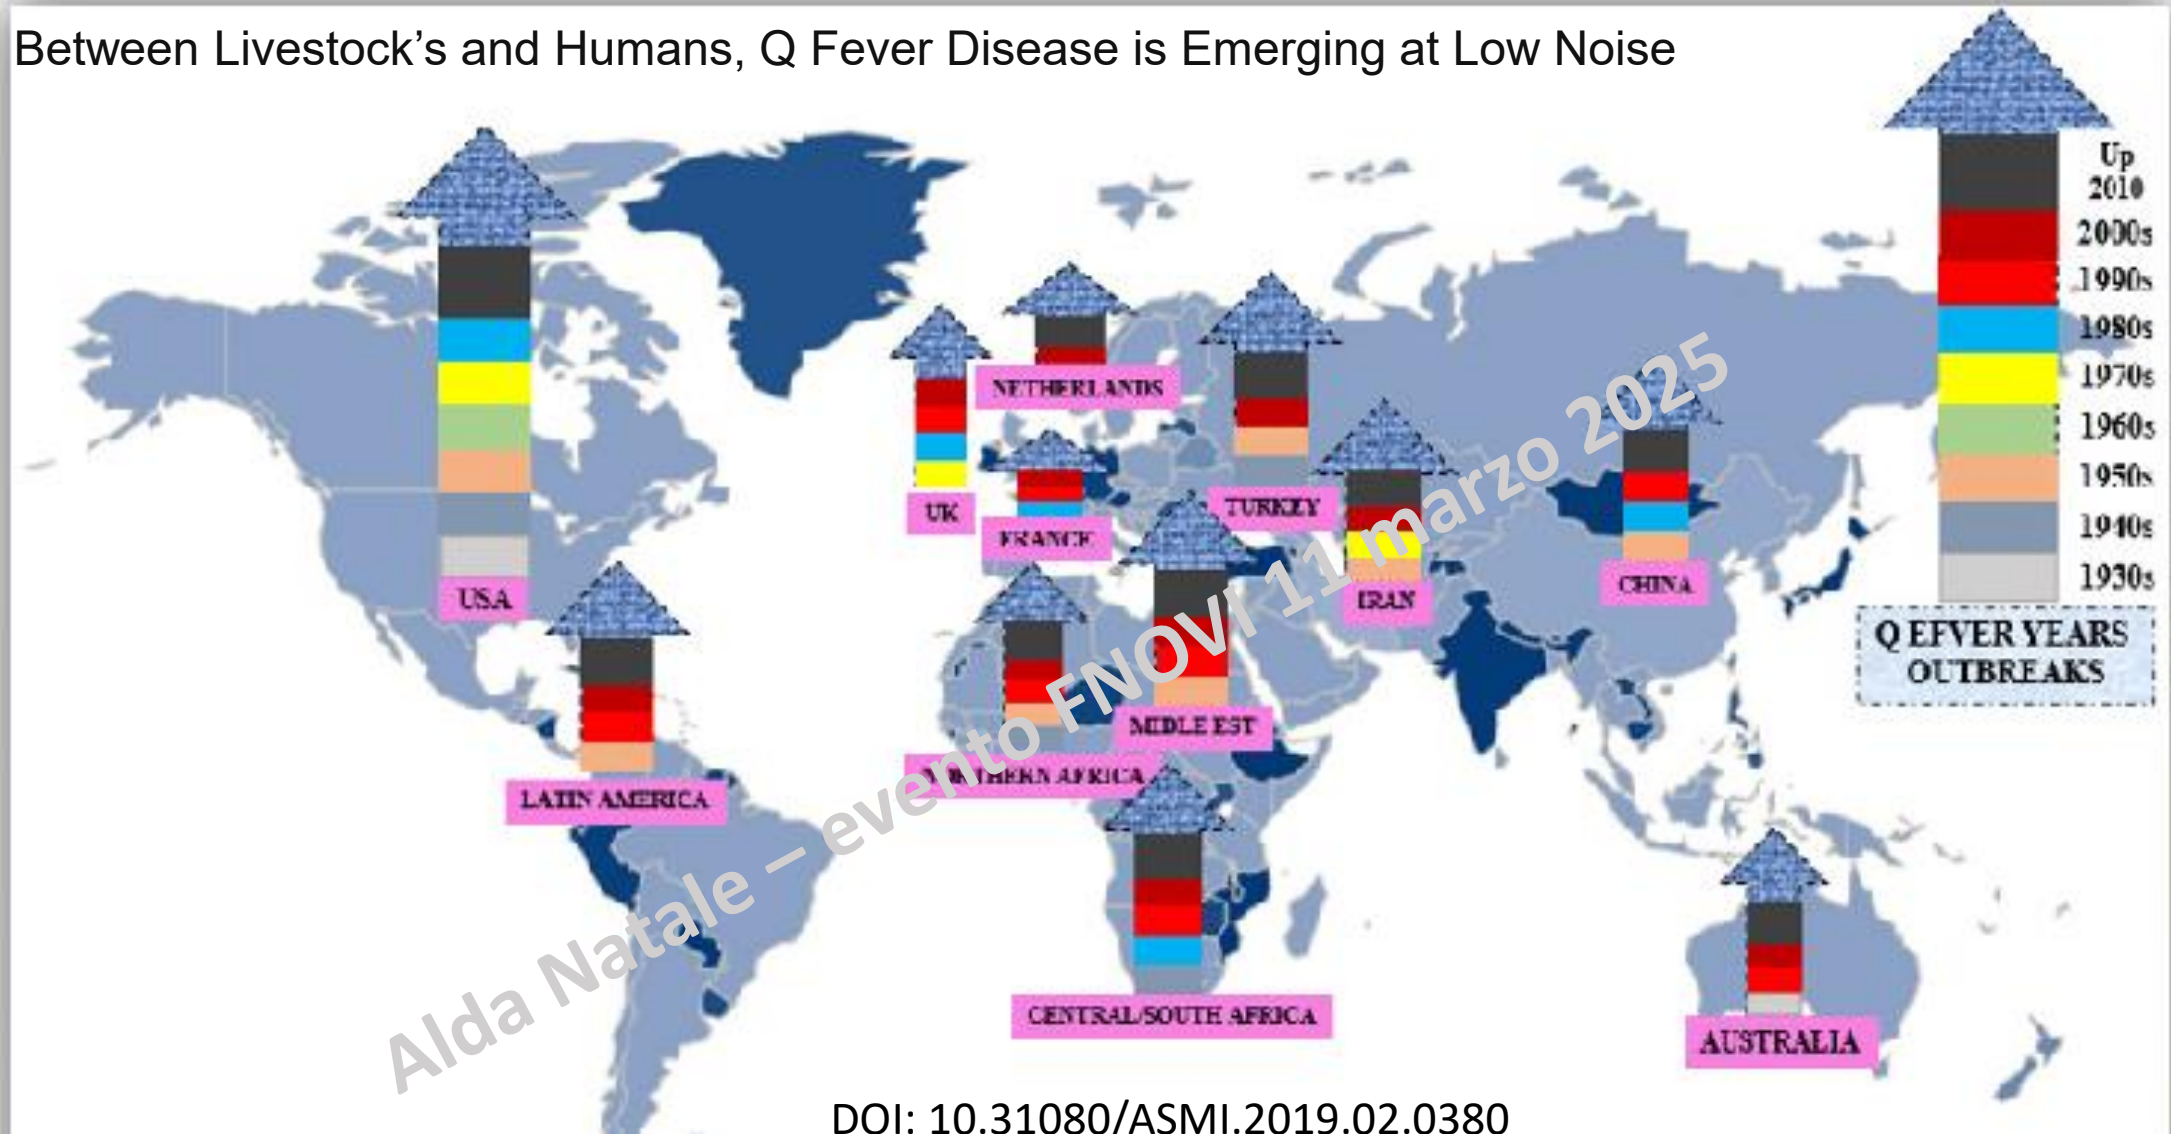 Between Livestock’s and Humans, Q Fever Disease is Emerging at Low Noise
Up
2010
2000s
1990s
1980s
1970s
1960s
1950s
1940s
1930s
Q EFVER YEARS
OUTBREAKS
NETHERLANDS
UK
FRANCE
TURKEY
USA
IRAN
CHINA
MIDLE EST
NORTHERN AFRICA
LATIN AMERICA
CENTRAL/SOUTH AFRICA
AUSTRALIA
Alda Natale – evento FNOVI 11 marzo 2025
DOI: 10.31080/ASMI.2019.02.0380